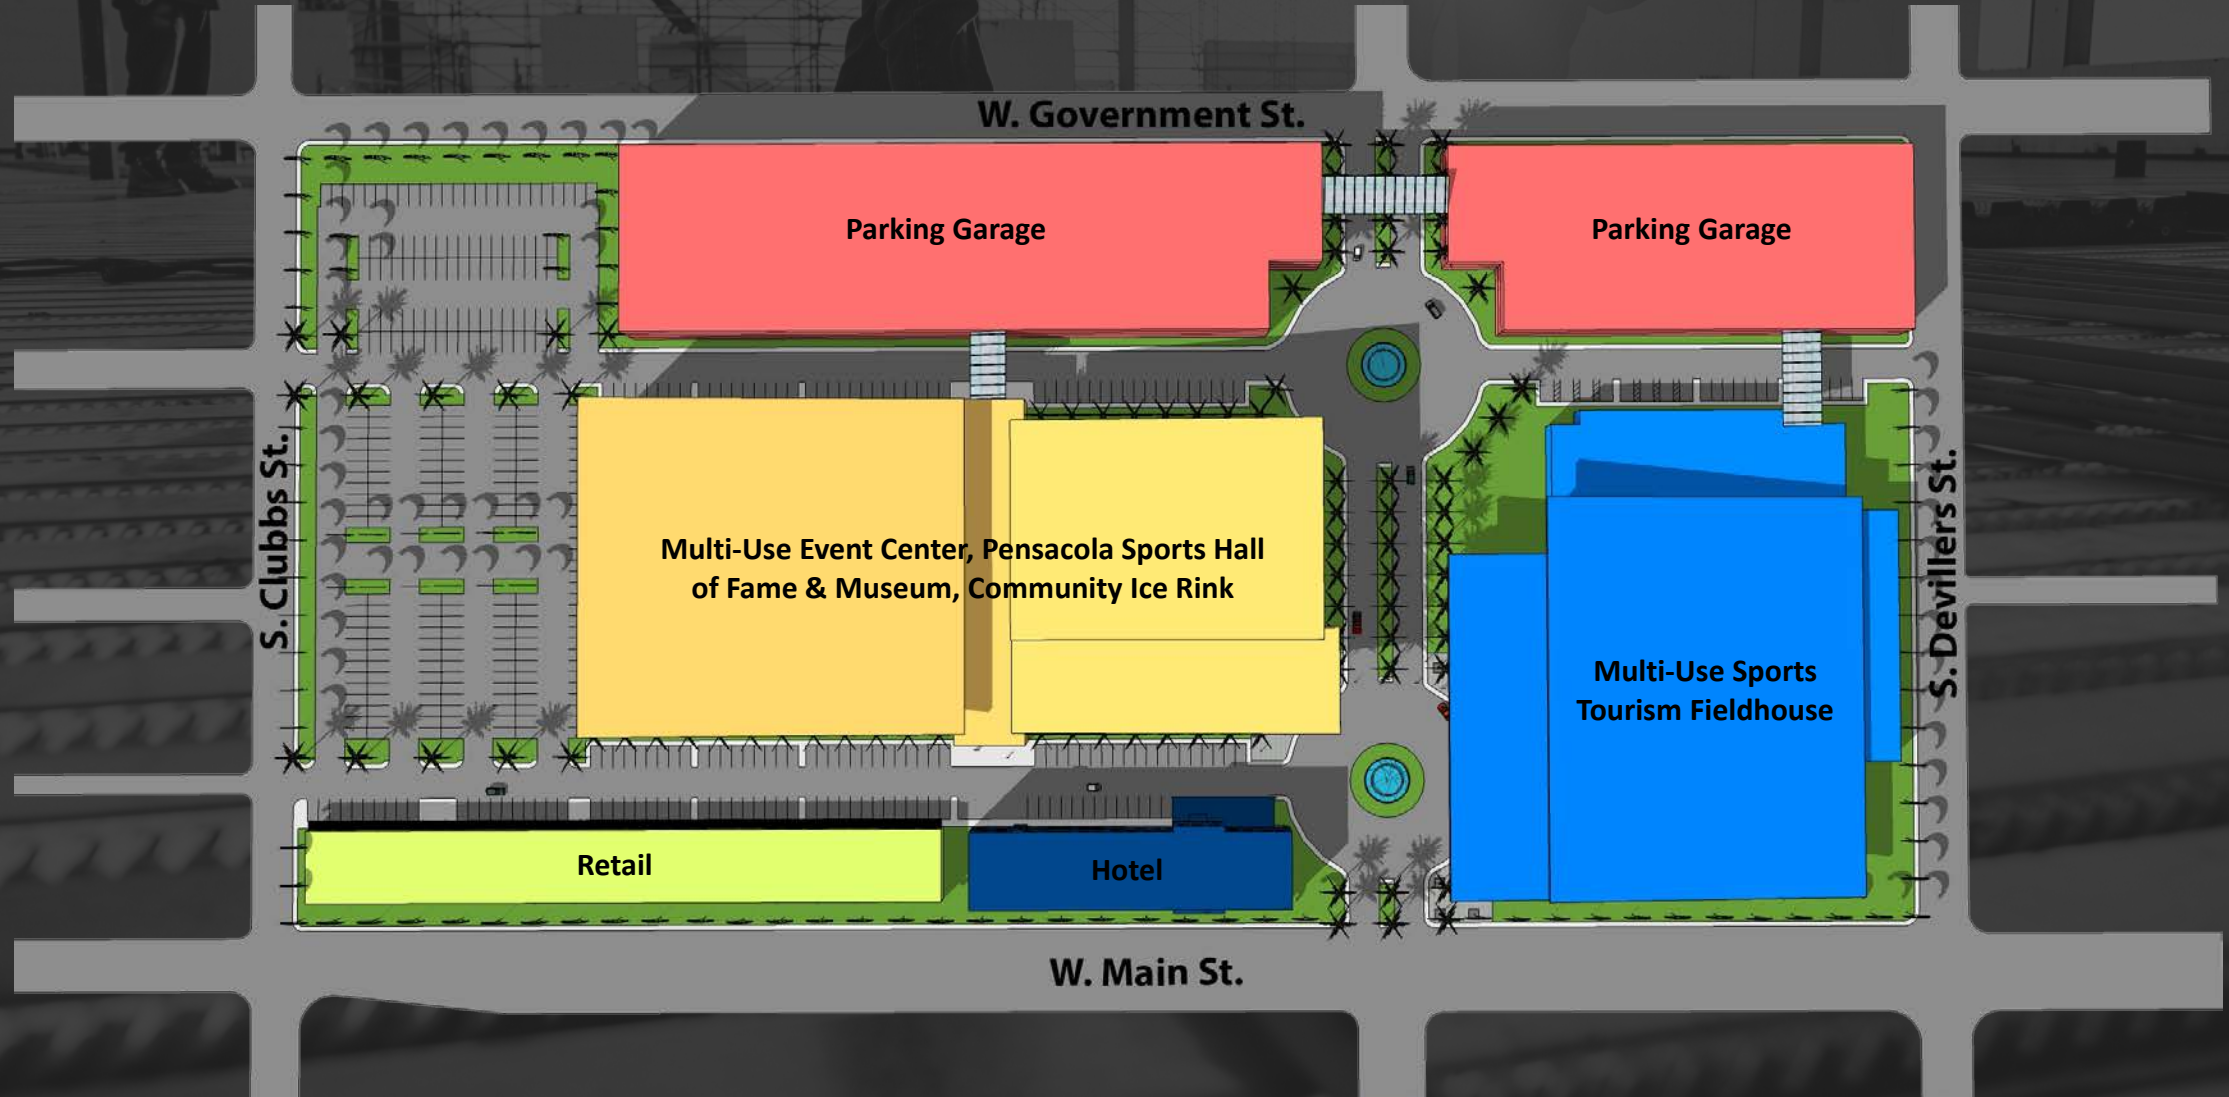 W. Government St.
Parking Garage
Parking Garage
S. Clubbs St.
Multi-Use Event Center, Pensacola Sports Hall
of Fame & Museum, Community Ice Rink
S. Devilliers St.
Multi-Use Sports
Tourism Fieldhouse
Retail
Hotel
W. Main St.